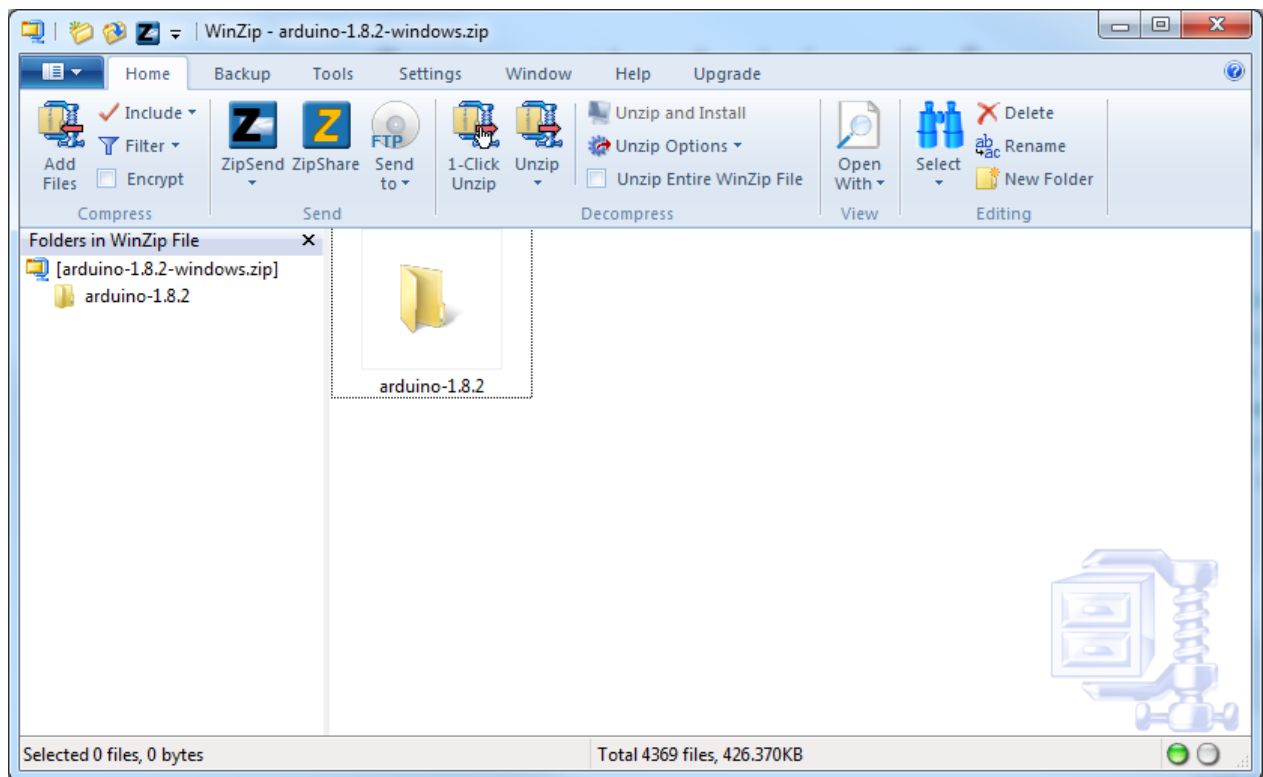 WinZip - arduino-1.8.2-windows.zip
Home Backup Tools Settings Window Help Upgrade
Add Files
Include
Filter
Encrypt
Compress
ZipSend
ZipShare
FTP
Send to
Send
1-Click Unzip
Unzip
Unzip and Install
Unzip Options
Unzip Entire WinZip File
Decompress
Open With
View
Select
Delete
ab
ac
Rename
New Folder
Editing
Folders in WinZip File
[arduino-1.8.2-windows.zip]
arduino-1.8.2
arduino-1.8.2
Selected 0 files, 0 bytes
Total 4369 files, 426.370KB